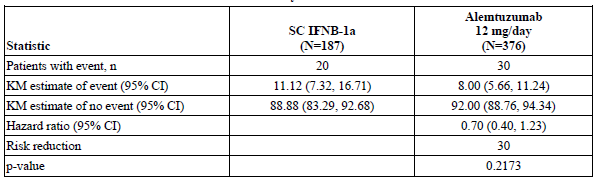 Statistic SC IFNB-1a (N=187) Alemtuzumab 12 mg/day (N=376)
Patients with event, n 20 30
KM estimate of event (95% CI) 11.12 (7.32, 16.71) 8.00 (5.66, 11.24)
KM estimate of no event (95% CI) 88.88 (83.29, 92.68) 92.00 (88.76, 94.34)
Hazard ratio (95% CI) 0.70 (0.40, 1.23)
Risk reduction 30
p-value 0.2173